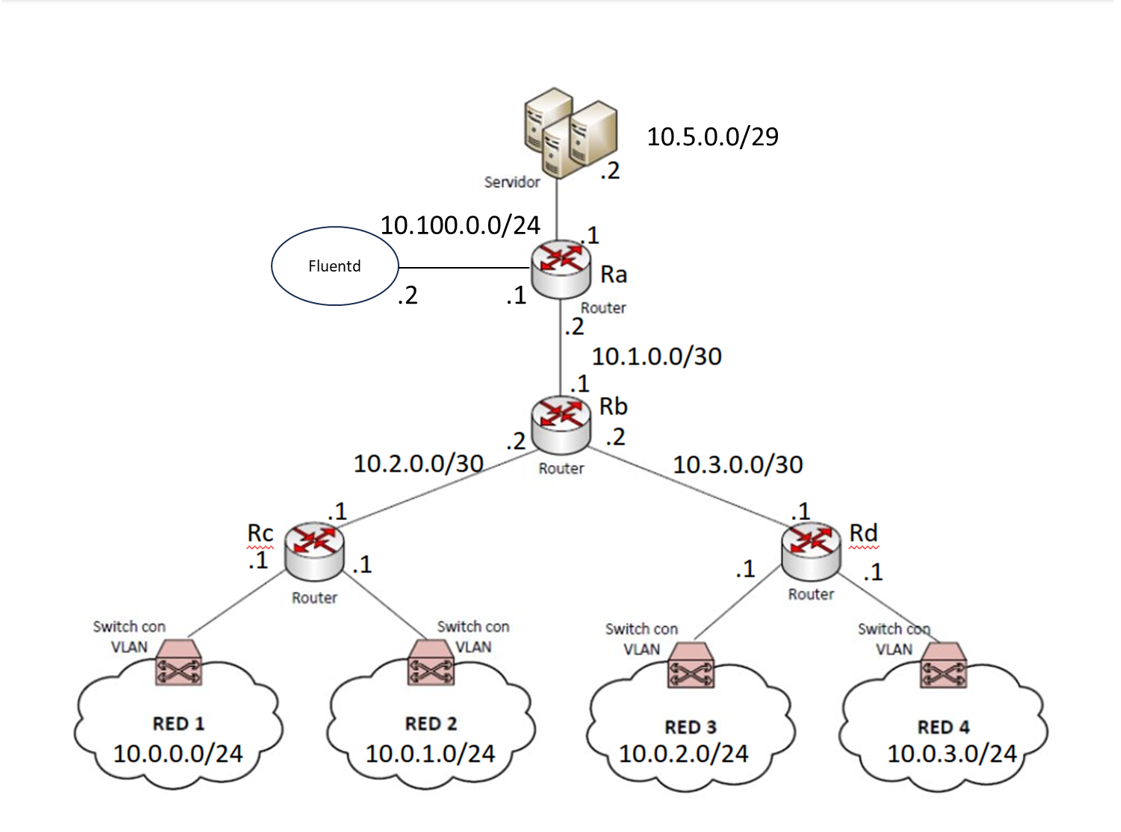 10.5.0.0/29
.2
Servidor
10.100.0.0/24
.1
Fluentd
Ra
.2
.1
Router
.2
10.1.0.0/30
.1
Rb
.2
.2
10.2.0.0/30
Router
10.3.0.0/30
.1
.1
Rc
Rd
.1
.1
.1
.1
Router
Router
Switch con
VLAN
Switch con
VLAN
Switch con
VLAN
Switch con
VLAN
RED 1
10.0.0.0/24
RED 2
10.0.1.0/24
RED 3
10.0.2.0/24
RED 4
10.0.3.0/24